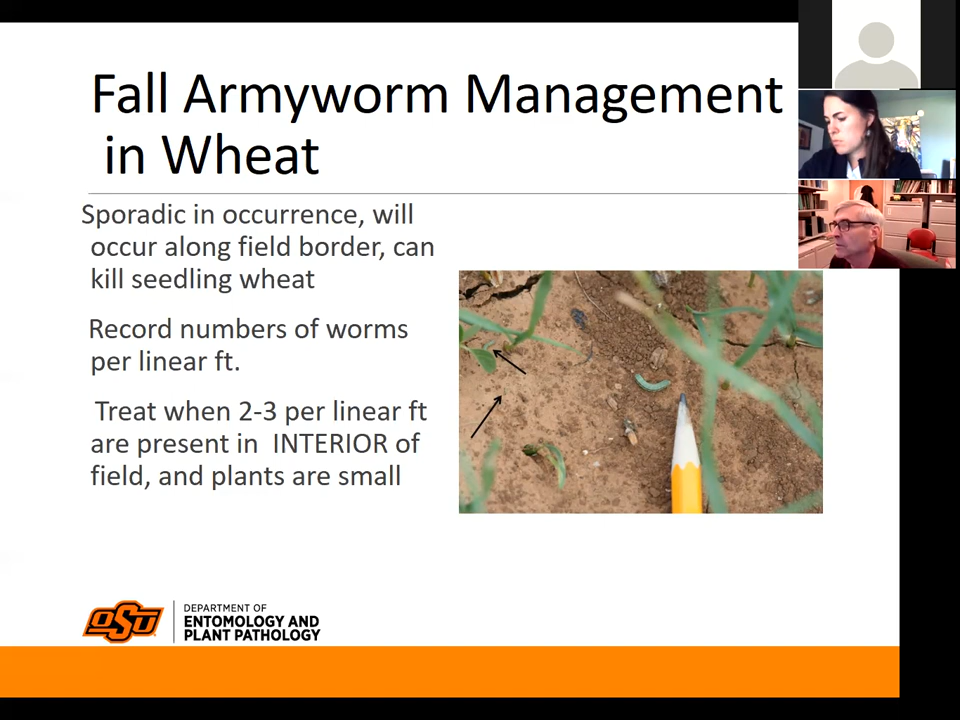 Fall Armyworm Management
in Wheat
Sporadic in occurrence, will
occur along field border, can
kill seedling wheat
Record numbers of worms
per linear ft.
Treat when 2-3 per linear ft
are present in INTERIOR of
field, and plants are small
OSU
DEPARTMENT OF
ENTOMOLOGY AND
PLANT PATHOLOGY